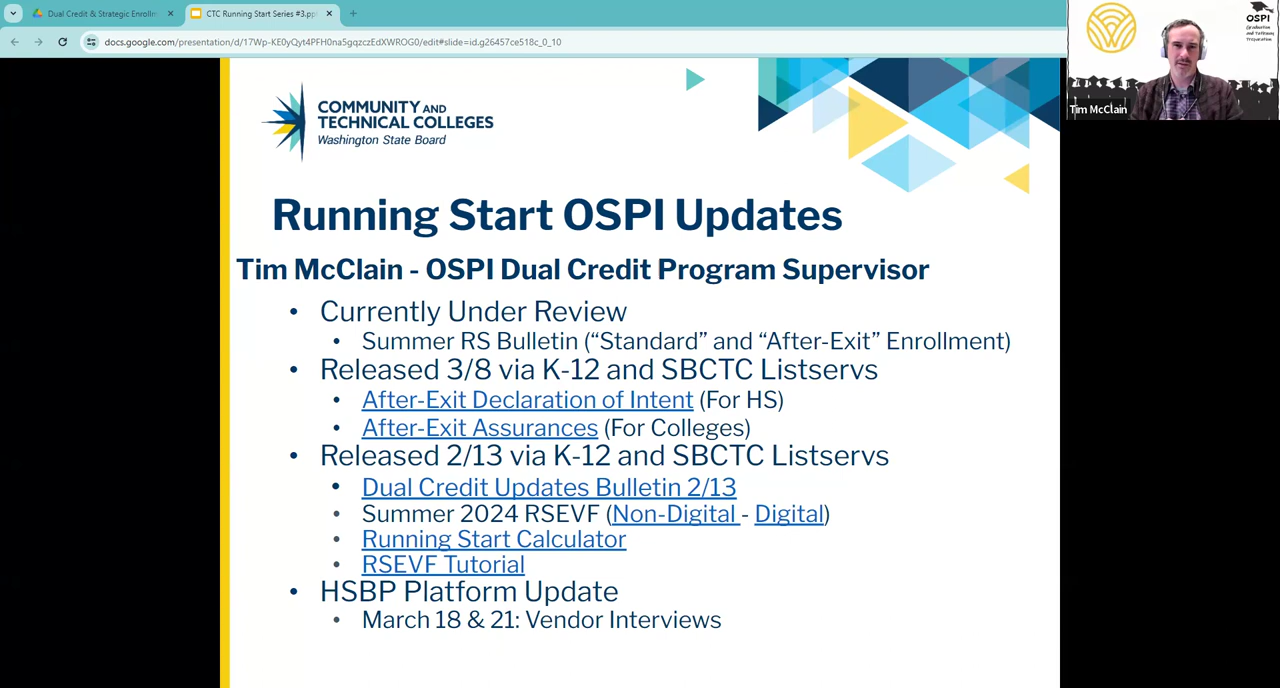 Dual Credit & Strategic Enrollm
CTC Running Start Series #3.pp
docs.google.com/presentation/d/17Wp-KE0yQyt4PFH0na5gqzczEdXWROG0/edit#slide=id.g26457ce518c_0_10
OSPI
Graduation
and Pathway
Preparation
Tim McClain
COMMUNITY AND
TECHNICAL COLLEGES
Washington State Board
Running Start OSPI Updates
Tim McClain - OSPI Dual Credit Program Supervisor
• Currently Under Review
• Summer RS Bulletin (“Standard” and “After-Exit” Enrollment)
• Released 3/8 via K-12 and SBCTC Listservs
• After-Exit Declaration of Intent (For HS)
• After-Exit Assurances (For Colleges)
• Released 2/13 via K-12 and SBCTC Listservs
• Dual Credit Updates Bulletin 2/13
• Summer 2024 RSEVF (Non-Digital - Digital)
• Running Start Calculator
• RSEVF Tutorial
• HSBP Platform Update
• March 18 & 21: Vendor Interviews